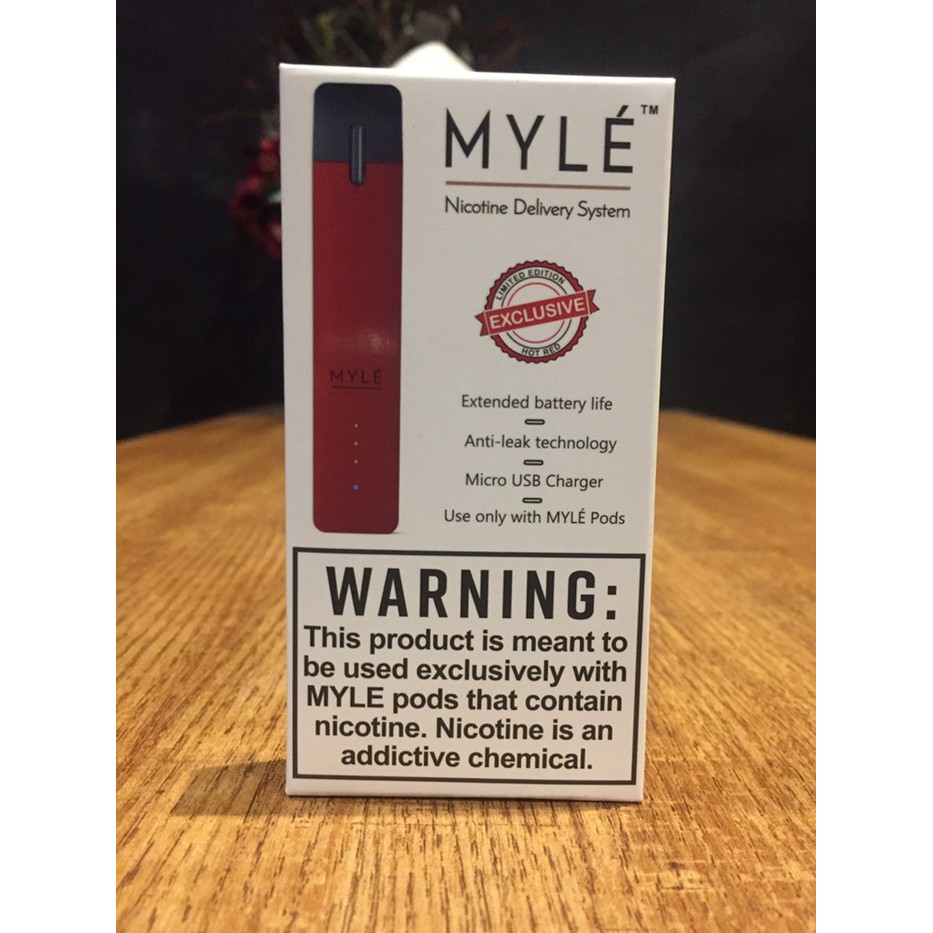 MYLÉ™
Nicotine Delivery System
LIMITED EDITION
EXCLUSIVE
HOT RED
MYLÉ
Extended battery life
Anti-leak technology
Micro USB Charger
Use only with MYLÉ Pods
WARNING:
This product is meant to
be used exclusively with
MYLE pods that contain
nicotine. Nicotine is an
addictive chemical.